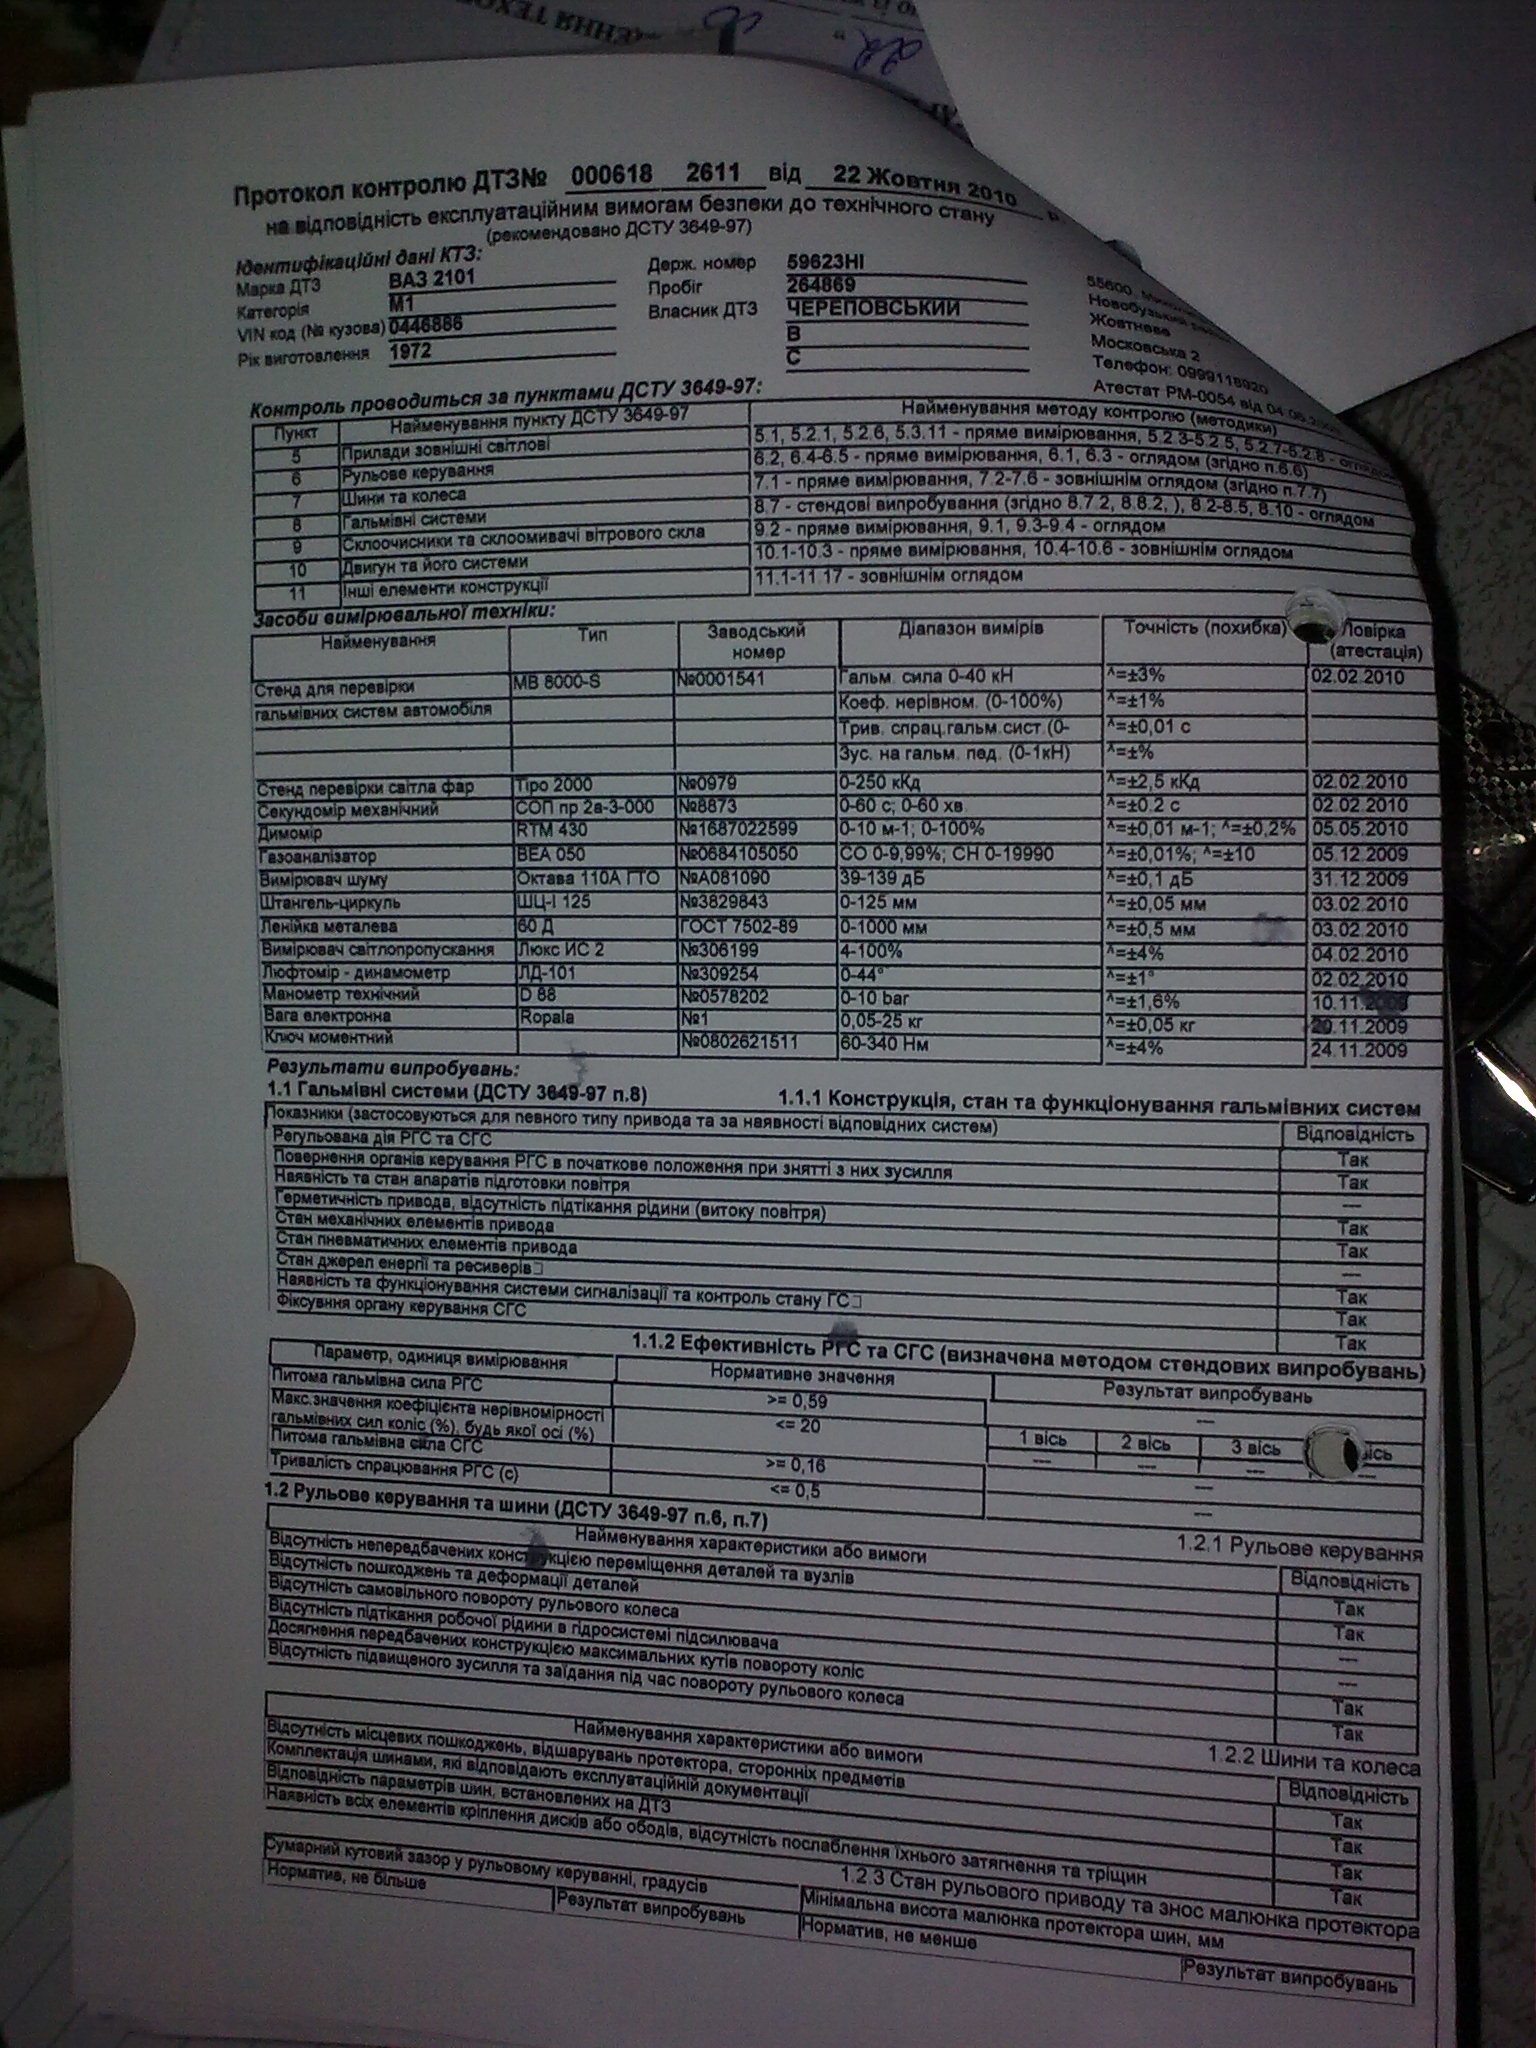 Протокол контролю ДТЗ№ 000618 2611 від 22 Жовтня 2010
на відповідність експлуатаційним вимогам безпеки до технічного стану
(рекомендовано ДСТУ 3649-97)
Ідентифікаційні дані КТЗ:
Марка ДТЗ ВАЗ 2101 Держ. номер 59623НІ
Категорія М1 Пробіг 264869
VIN код (№ кузова) 0446886 Власник ДТЗ ЧЕРЕПОВСЬКИЙ
Рік виготовлення 1972 В
С
55600,
Новобузький
Жовтневе
Московська 2
Телефон: 0999118920
Атестат РМ-0054 від
Контроль проводиться за пунктами ДСТУ 3649-97:
Пункт Найменування пункту ДСТУ 3649-97 Найменування методу контролю (методики)
5 Прилади зовнішні світлові 5.1, 5.2.1, 5.2.6, 5.3.11 - пряме вимірювання, 5.2.3-5.2.5, 5.2.7-5.2.8 - оглядом
6 Рульове керування 6.2, 6.4-6.5 - пряме вимірювання, 6.1, 6.3 - оглядом (згідно п.6.6)
7 Шини та колеса 7.1 - пряме вимірювання, 7.2-7.6 - зовнішнім оглядом (згідно п.7.7)
8 Гальмівні системи 8.7 - стендові випробування (згідно 8.7.2, 8.8.2, ), 8.2-8.5, 8.10 - оглядом
9 Склоочисники та склоомивачі вітрового скла 9.2 - пряме вимірювання, 9.1, 9.3-9.4 - оглядом
10 Двигун та його системи 10.1-10.3 - пряме вимірювання, 10.4-10.6 - зовнішнім оглядом
11 Інші елементи конструкції 11.1-11.17 - зовнішнім оглядом
Засоби вимірювальної техніки:
Найменування Тип Заводський номер Діапазон вимірів Точність (похибка) Повірка (атестація)
Стенд для перевірки МВ 8000-S №0001541 Гальм. сила 0-40 кН ^=±3% 02.02.2010
гальмівних систем автомобіля Коеф. нерівном. (0-100%) ^=±1%
Трив. спрац.гальм.сист.(0- ^=±0,01 с
Зус. на гальм. пед. (0-1кН) ^=±%
Стенд перевірки світла фар Tipo 2000 №0979 0-250 кКд ^=±2,5 кКд 02.02.2010
Секундомір механічний СОП пр 2а-3-000 №8873 0-60 с; 0-60 хв. ^=±0.2 с 02.02.2010
Димомір RTM 430 №1687022599 0-10 м-1; 0-100% ^=±0,01 м-1; ^=±0,2% 05.05.2010
Газоаналізатор BEA 050 №0684105050 СО 0-9,99%; СН 0-19990 ^=±0,01%; ^=±10 05.12.2009
Вимірювач шуму Октава 110А ГТО №А081090 39-139 дБ ^=±0,1 дБ 31.12.2009
Штангель-циркуль ШЦ-І 125 №3829843 0-125 мм ^=±0,05 мм 03.02.2010
Ленійка металева 60 Д ГОСТ 7502-89 0-1000 мм ^=±0,5 мм 03.02.2010
Вимірювач світлопропускання Люкс ИС 2 №306199 4-100% ^=±4% 04.02.2010
Люфтомір - динамометр ЛД-101 №309254 0-44° ^=±1° 02.02.2010
Манометр технічний D 88 №0578202 0-10 bar ^=±1,6% 10.11.2009
Вага електронна Ropala №1 0,05-25 кг ^=±0,05 кг 20.11.2009
Ключ моментний №0802621511 60-340 Нм ^=±4% 24.11.2009
Результати випробувань:
1.1 Гальмівні системи (ДСТУ 3649-97 п.8) 1.1.1 Конструкція, стан та функціонування гальмівних систем
Показники (застосовуються для певного типу привода та за наявності відповідних систем) Відповідність
Регульована дія РГС та СГС Так
Повернення органів керування РГС в початкове положення при знятті з них зусилля Так
Наявність та стан апаратів підготовки повітря ---
Герметичність привода, відсутність підтікання рідини (витоку повітря) Так
Стан механічних елементів привода Так
Стан пневматичних елементів привода ---
Стан джерел енергії та ресиверів□ Так
Наявність та функціонування системи сигналізації та контроль стану ГС□ Так
Фіксувння органу керування СГС Так
1.1.2 Ефективність РГС та СГС (визначена методом стендових випробувань)
Параметр, одиниця вимірювання Нормативне значення Результат випробувань
Питома гальмівна сила РГС >= 0,59 ---
Макс.значення коефіцієнта нерівномірності <= 20 1 вісь 2 вісь 3 вісь вісь
гальмівних сил коліс (%), будь якої осі (%) --- --- --- ---
Питома гальмівна сила СГС >= 0,16 ---
Тривалість спрацювання РГС (с) <= 0,5 ---
1.2 Рульове керування та шини (ДСТУ 3649-97 п.6, п.7) 1.2.1 Рульове керування
Найменування характеристики або вимоги Відповідність
Відсутність непередбачених конструкцією переміщення деталей та вузлів Так
Відсутність пошкоджень та деформації деталей Так
Відсутність самовільного повороту рульового колеса ---
Відсутність підтікання робочої рідини в гідросистемі підсилювача ---
Досягнення передбачених конструкцією максимальних кутів повороту коліс Так
Відсутність підвищеного зусилля та заїдання під час повороту рульового колеса Так
1.2.2 Шини та колеса
Найменування характеристики або вимоги Відповідність
Відсутність місцевих пошкоджень, відшарувань протектора, сторонніх предметів Так
Комплектація шинами, які відповідають експлуатаційній документації Так
Відповідність параметрів шин, встановлених на ДТЗ Так
Наявність всіх елементів кріплення дисків або ободів, відсутність послаблення їхнього затягнення та тріщин Так
1.2.3 Стан рульового приводу та знос малюнка протектора
Сумарний кутовий зазор у рульовому керуванні, градусів Мінімальна висота малюнка протектора шин, мм
Норматив, не більше Результат випробувань Норматив, не менше Результат випробувань